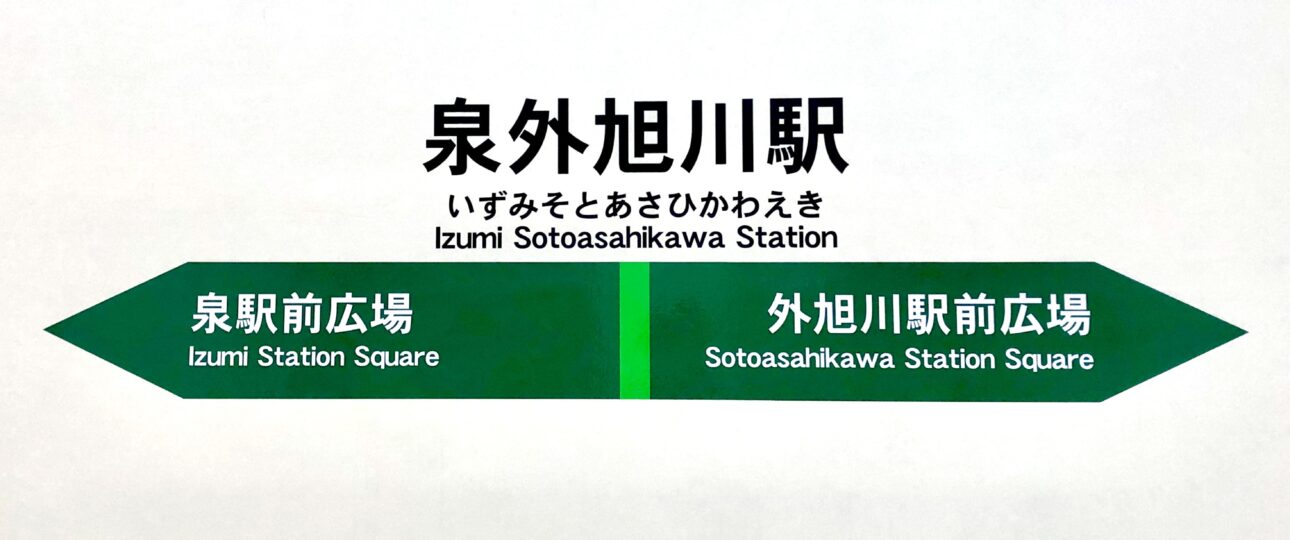 泉外旭川駅
いずみそとあさひかわえき
Izumi Sotoasahikawa Station
泉駅前広場
Izumi Station Square
外旭川駅前広場
Sotoasahikawa Station Square